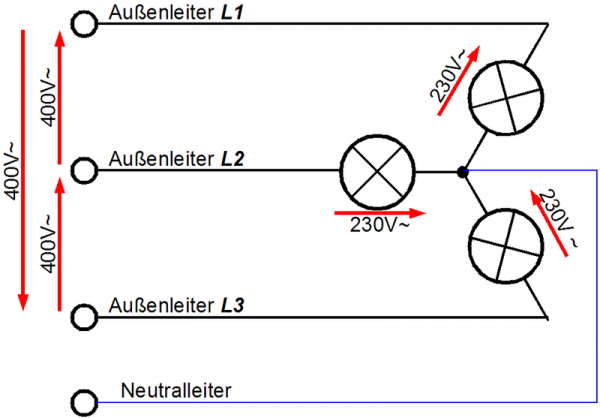 Außenleiter L1
400V~
230V~
400V~
Außenleiter L2
230V~
230V~
400V~
Außenleiter L3
Neutralleiter